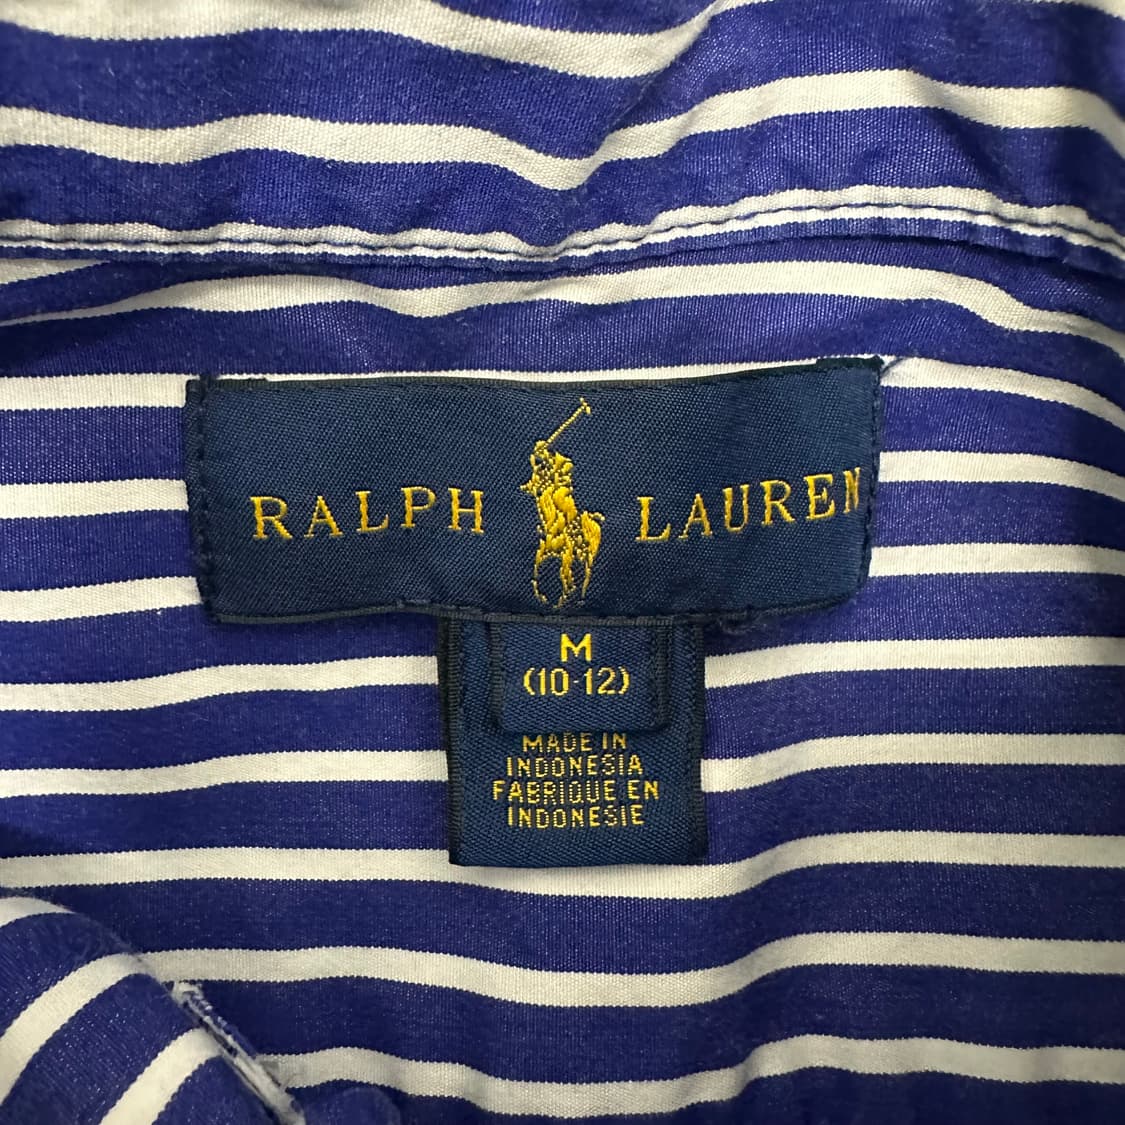 RALPH LAUREN
M
(10-12)
MADE IN
INDONESIA
FABRIQUE EN
INDONESIE